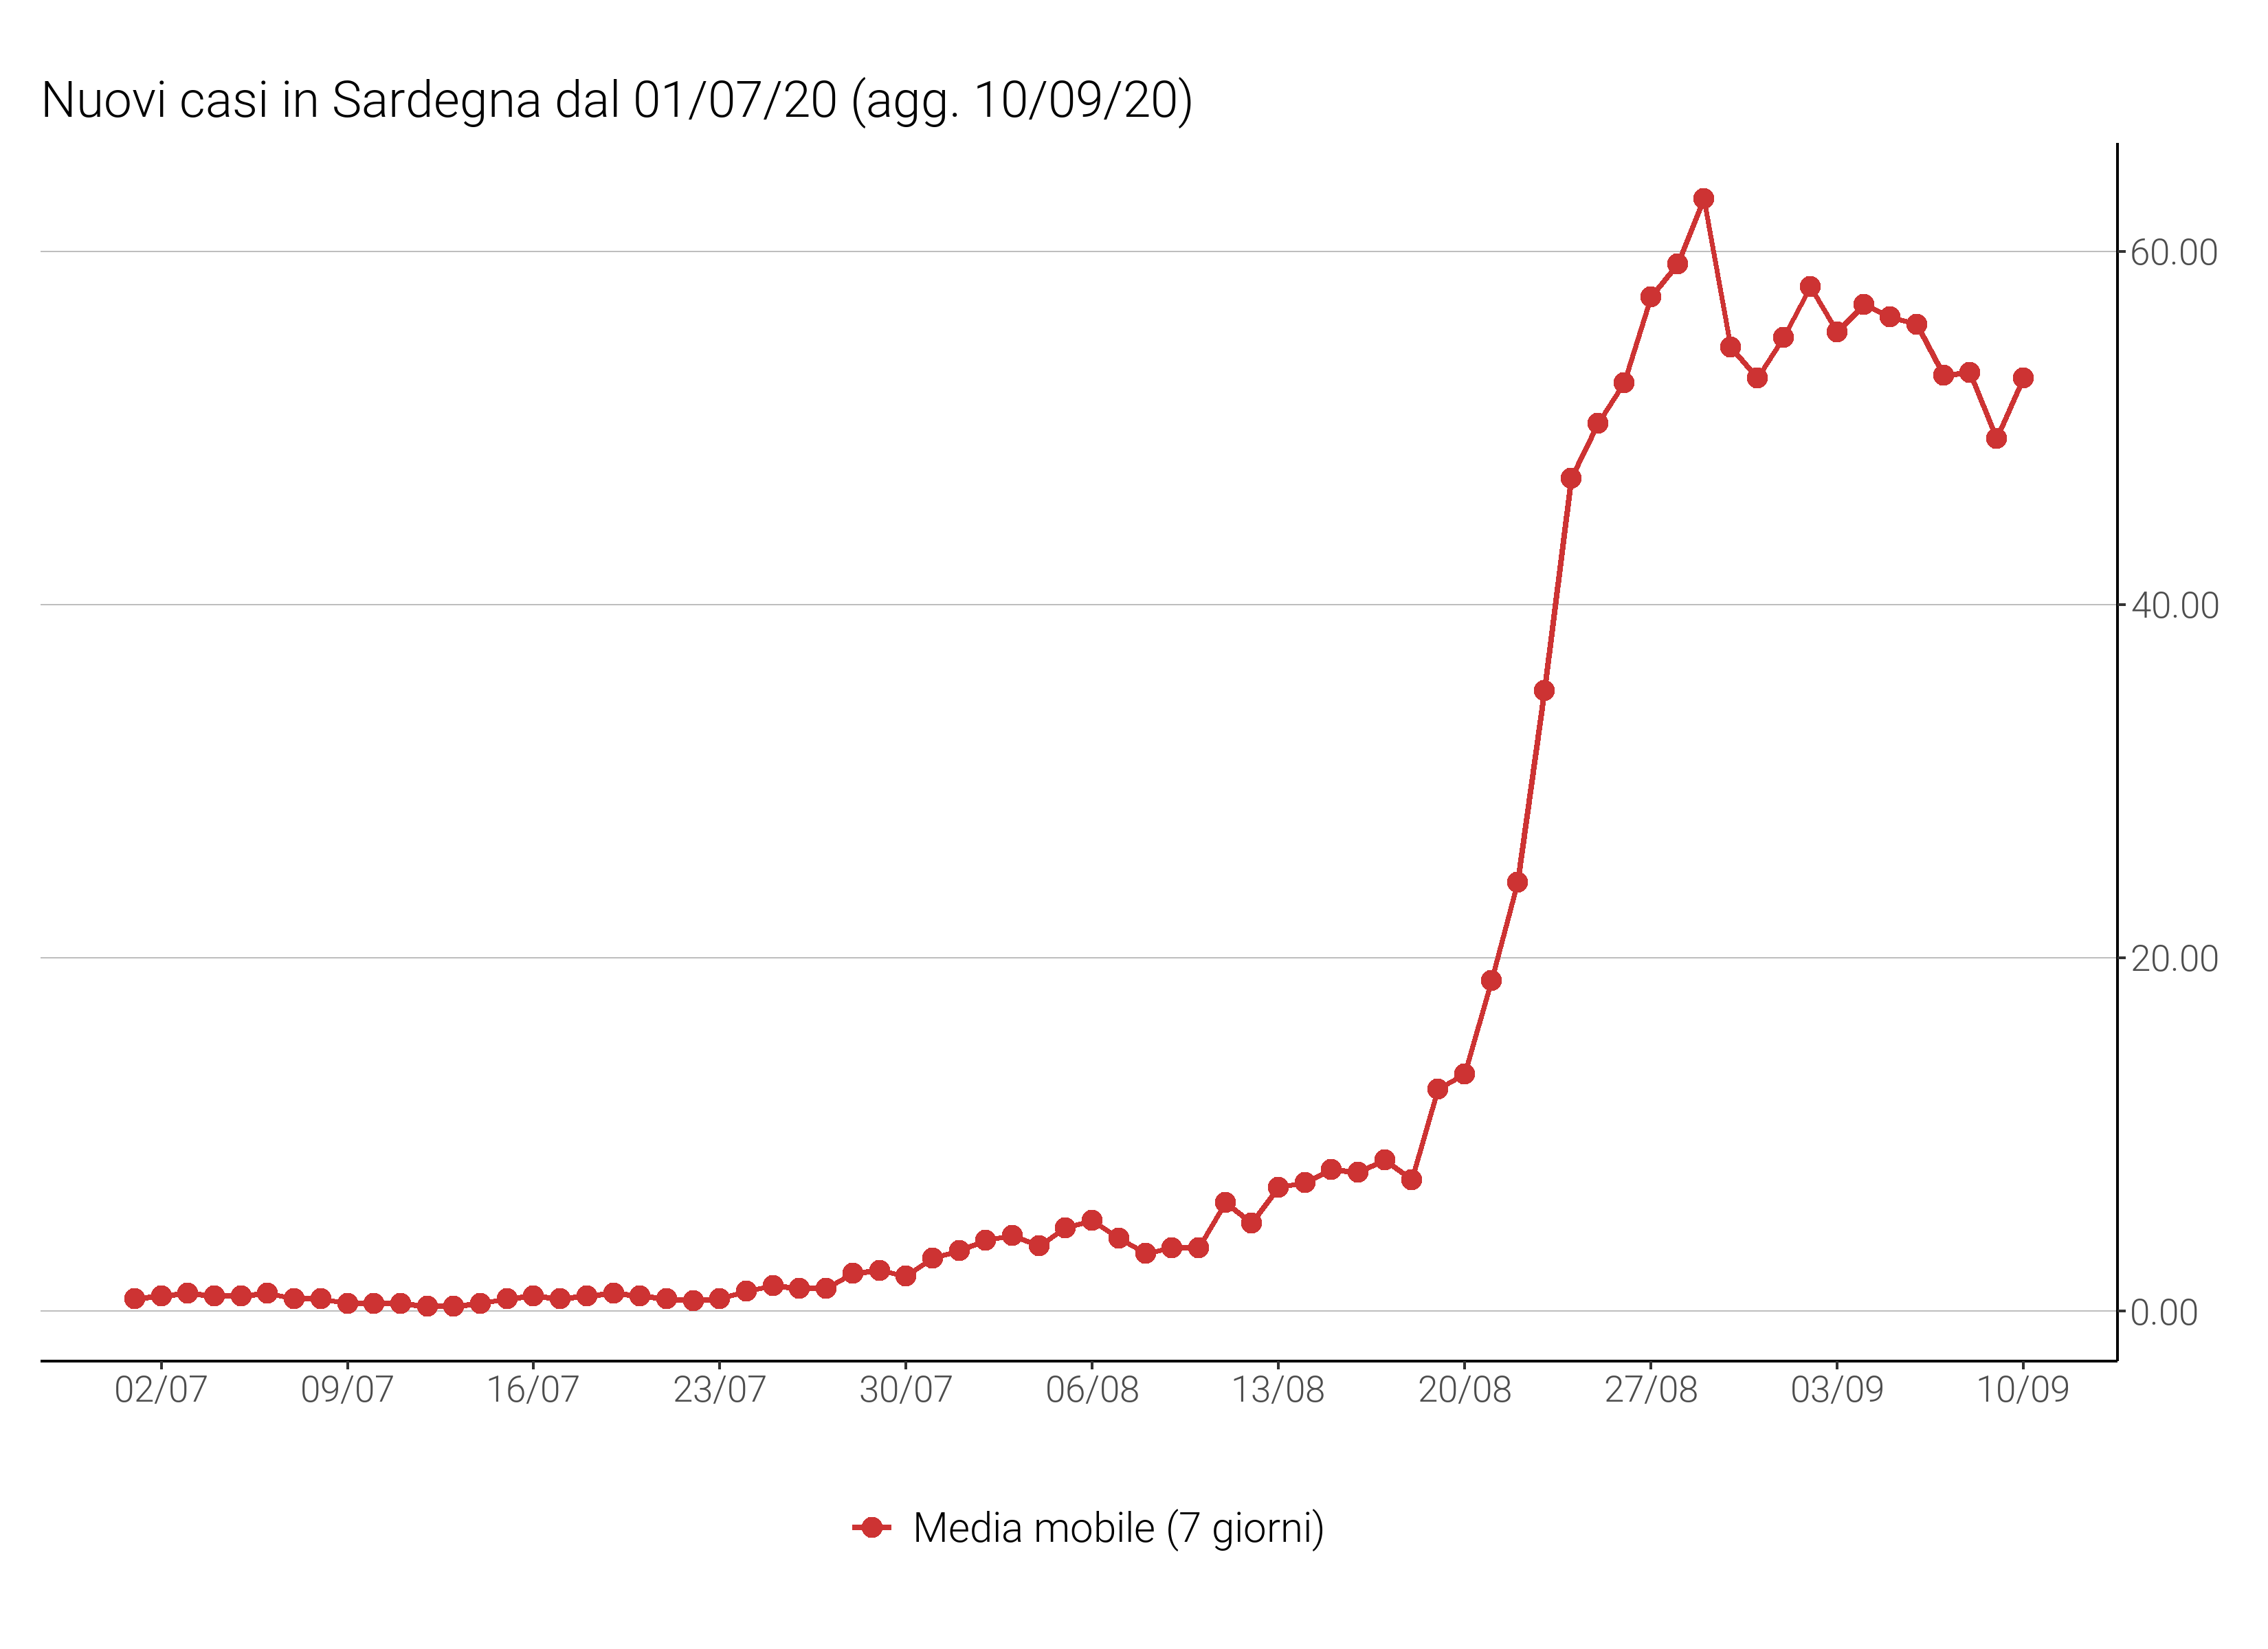 Nuovi casi in Sardegna dal 01/07/20 (agg. 10/09/20)
60.00
40.00
20.00
0.00
02/07 09/07 16/07 23/07 30/07 06/08 13/08 20/08 27/08 03/09 10/09
Media mobile (7 giorni)